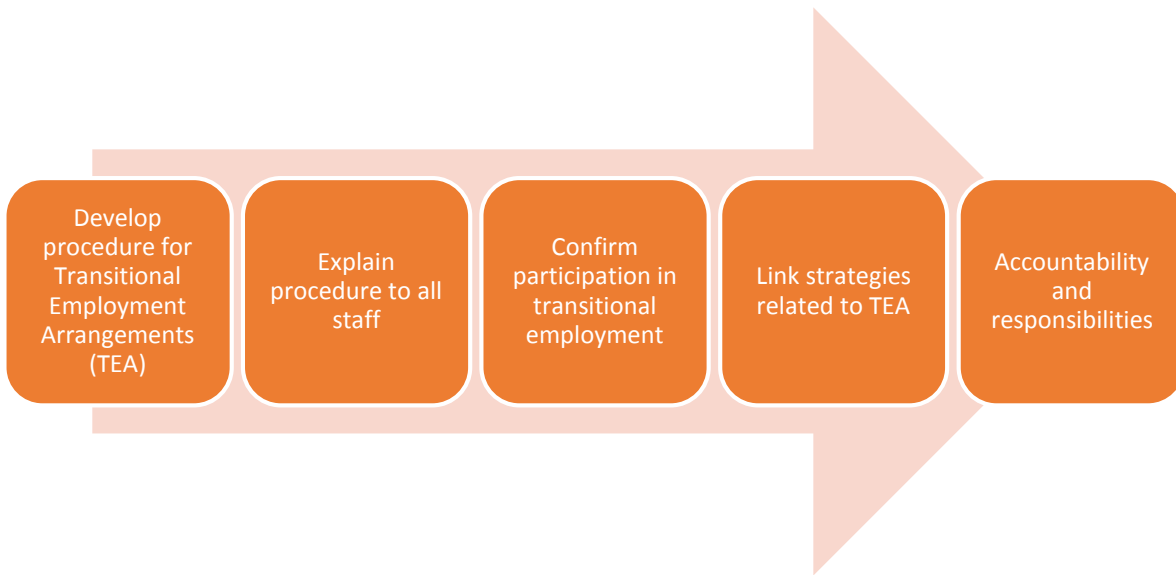 Develop
procedure for
Transitional
Employment
Arrangements
(TEA)
Explain
procedure to all
staff
Confirm
participation in
transitional
employment
Link strategies
related to TEA
Accountability
and
responsibilities